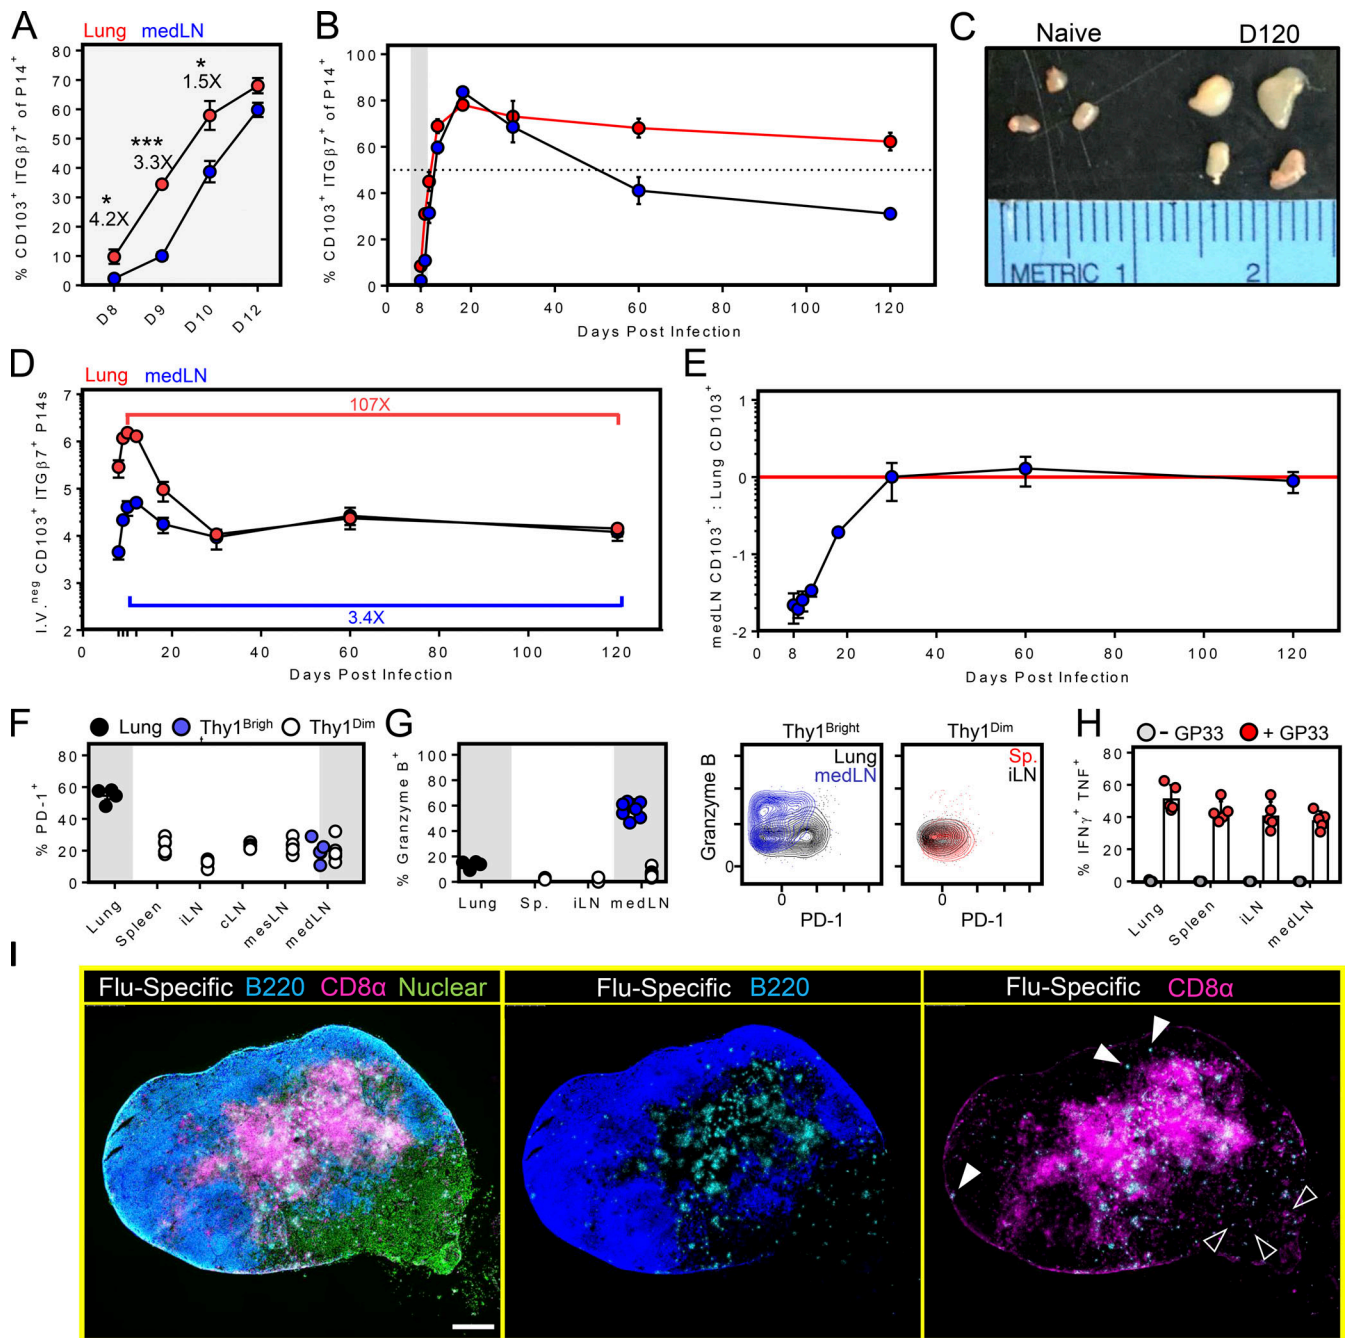 A
Lung medLN
% CD103+ ITGβ7+ of P14+
80
70
60
50
40
30
20
10
0
*
4.2X
***
3.3X
*
1.5X
D8
D9
D10
D12
B
% CD103+ ITGβ7+ of P14+
100
80
60
40
20
0
0 8 20 40 60 80 100 120
Days Post Infection
C
Naive D120
METRIC 1 2
D
Lung medLN
I.V.neg CD103+ ITGβ7+ P14s
7
6
5
4
3
2
107X
3.4X
0 20 40 60 80 100 120
Days Post Infection
E
medLN CD103+ : Lung CD103+
1
0
-1
-2
0 8 20 40 60 80 100 120
Days Post Infection
F
Lung Thy1Brigh Thy1Dim
t
% PD-1+
80
60
40
20
0
Lung
Spleen
iLN
cLN
mesLN
medLN
G
% Granzyme B+
100
80
60
40
20
0
Lung Sp. iLN medLN
Thy1Bright Thy1Dim
Lung
medLN
Sp.
iLN
Granzyme B
0
0 0
PD-1 PD-1
H
- GP33 + GP33
% IFNγ+ TNF+
80
60
40
20
0
Lung
Spleen
iLN
medLN
I
Flu-Specific B220 CD8α Nuclear
Flu-Specific B220
Flu-Specific CD8α